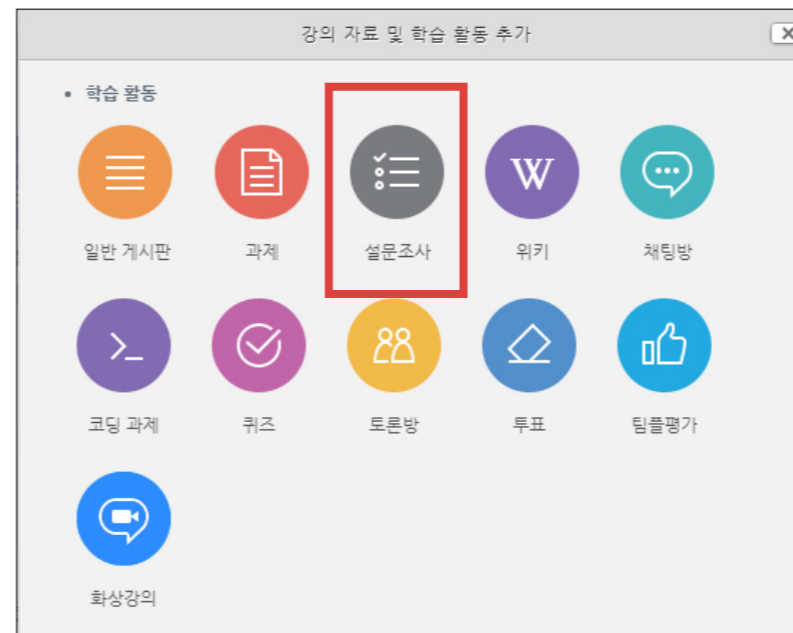 강의 자료 및 학습 활동 추가
• 학습 활동
일반 게시판 과제 설문조사 위키 채팅방
코딩 과제 퀴즈 토론방 투표 팀플평가
화상강의